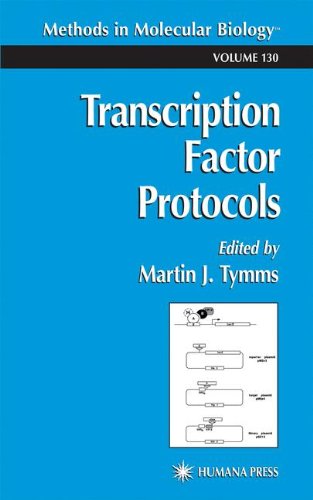 Methods in Molecular Biology™
VOLUME 130
Transcription
Factor
Protocols
Edited by
Martin J. Tymms
HUMANA PRESS